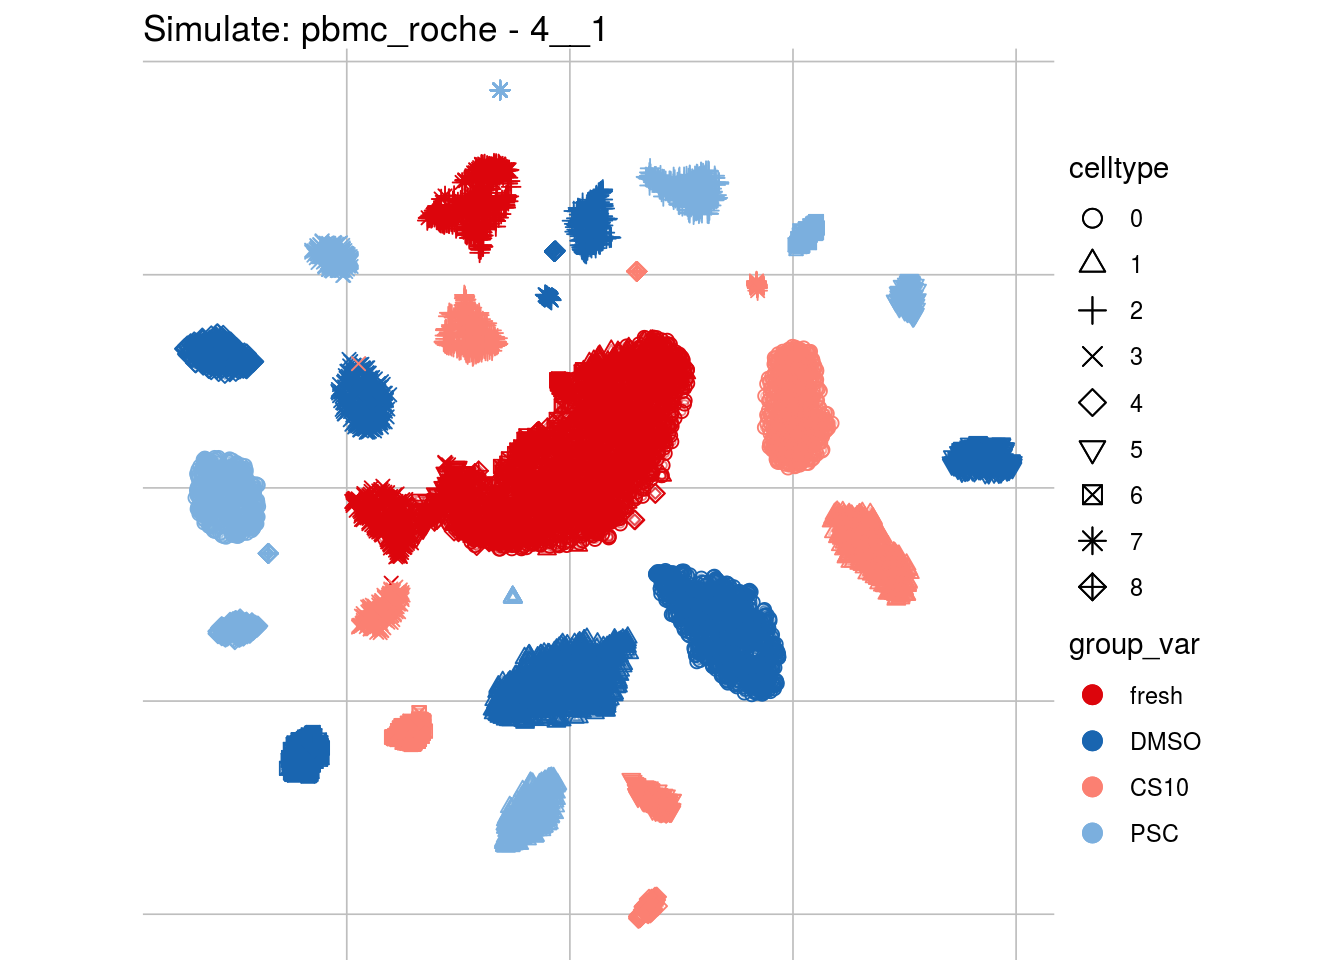 Simulate: pbmc_roche - 4__1
celltype
0
1
2
3
4
5
6
7
8
group_var
fresh
DMSO
CS10
PSC